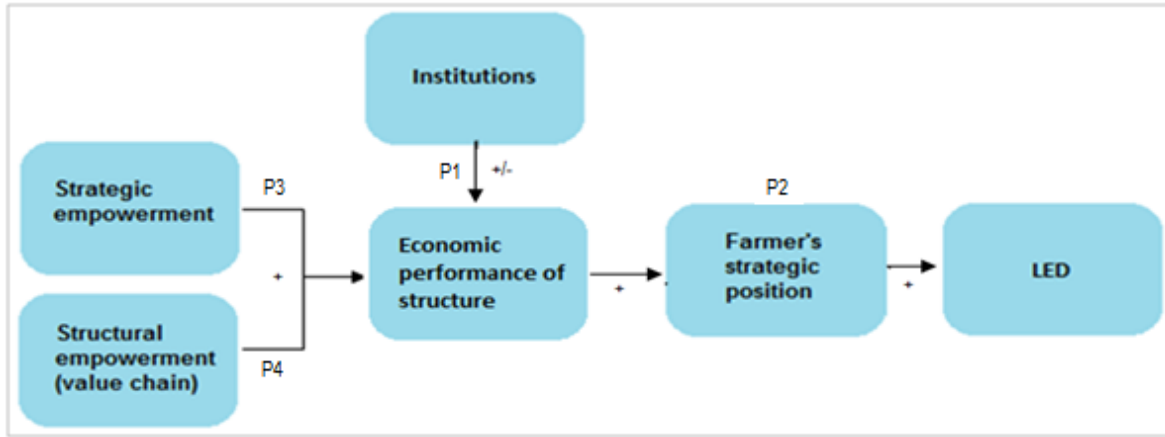 Institutions
P1
+/-
Strategic
empowerment
P3
P2
+
Economic
performance of
structure
+
Farmer's
strategic
position
+
LED
Structural
empowerment
(value chain)
P4